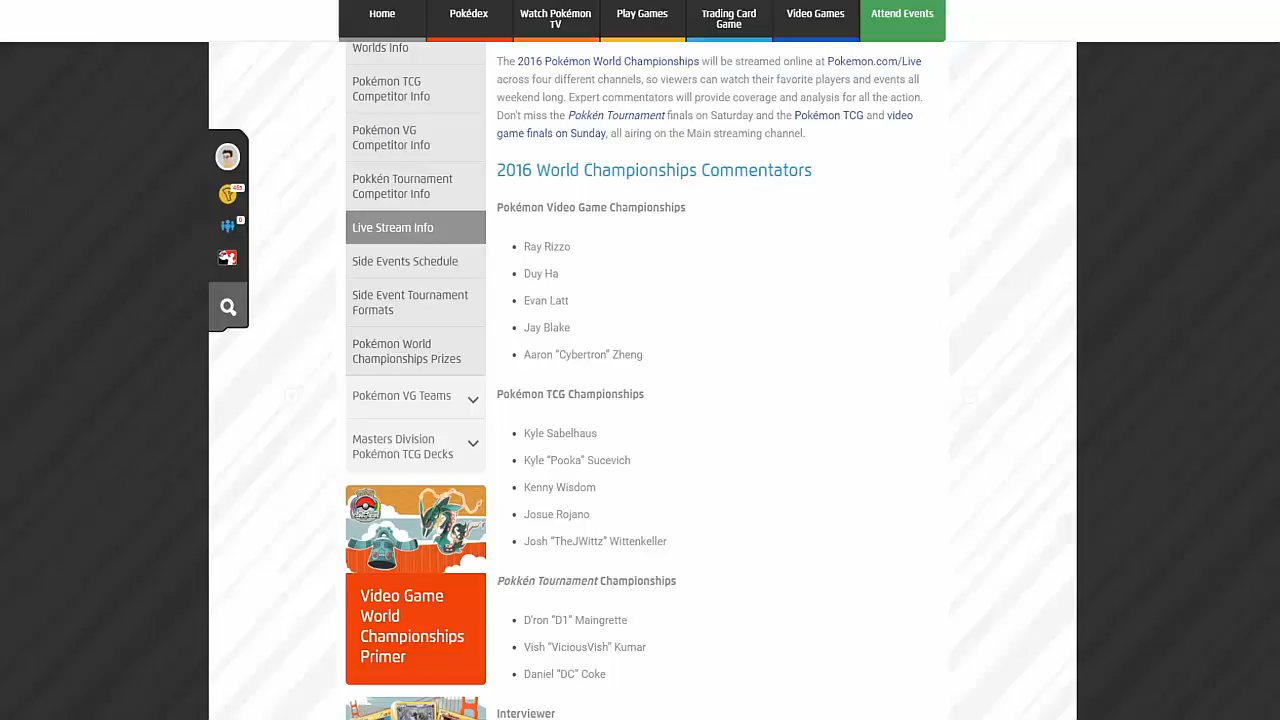 Home
Pokédex
Watch Pokémon
TV
Play Games
Trading Card
Game
Video Games
Attend Events
Worlds Info
Pokémon TCG
Competitor Info
Pokémon VG
Competitor Info
Pokkén Tournament
Competitor Info
Live Stream Info
Side Events Schedule
Side Event Tournament
Formats
Pokémon World
Championships Prizes
Pokémon VG Teams
Masters Division
Pokémon TCG Decks
Video Game
World
Championships
Primer
The 2016 Pokémon World Championships will be streamed online at Pokemon.com/Live
across four different channels, so viewers can watch their favorite players and events all
weekend long. Expert commentators will provide coverage and analysis for all the action.
Don't miss the Pokkén Tournament finals on Saturday and the Pokémon TCG and video
game finals on Sunday, all airing on the Main streaming channel.
2016 World Championships Commentators
Pokémon Video Game Championships
• Ray Rizzo
• Duy Ha
• Evan Latt
• Jay Blake
• Aaron “Cybertron” Zheng
Pokémon TCG Championships
• Kyle Sabelhaus
• Kyle “Pooka” Sucevich
• Kenny Wisdom
• Josue Rojano
• Josh “TheJWittz” Wittenkeller
Pokkén Tournament Championships
• D'ron “D1” Maingrette
• Vish “ViciousVish” Kumar
• Daniel “DC” Coke
Interviewer